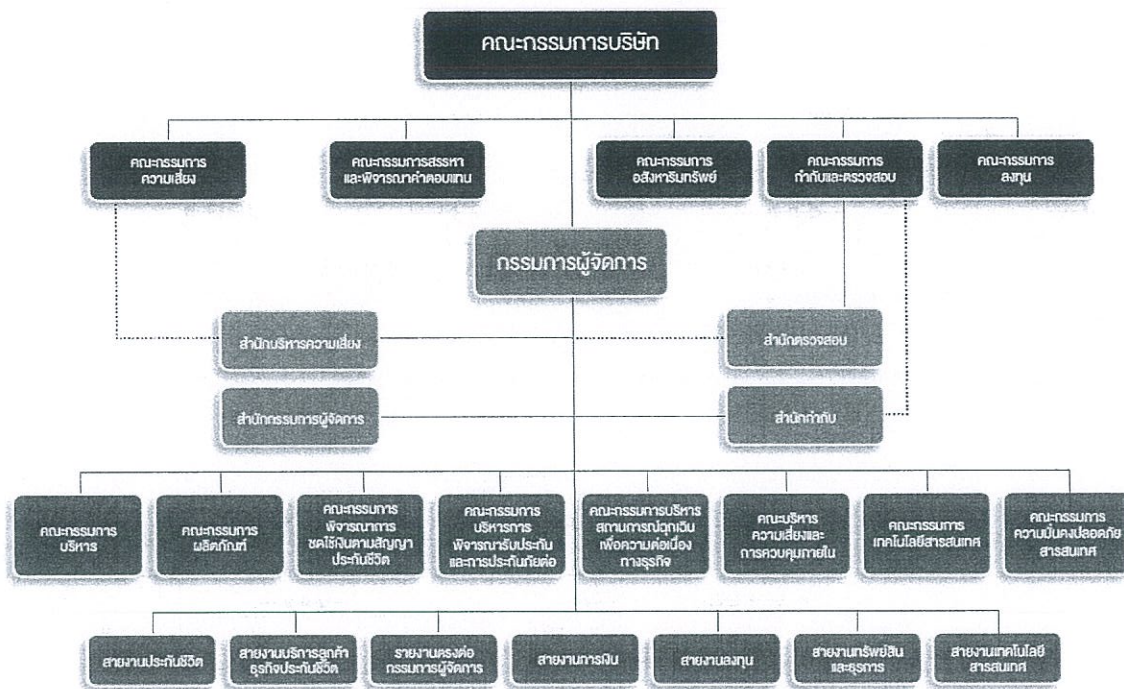 คณะกรรมการบริษัท
คณะกรรมการ
ความเสี่ยง
คณะกรรมการสรรหา
และพิจารณาค่าตอบแทน
คณะกรรมการ
อสังหาริมทรัพย์
คณะกรรมการ
กำกับและตรวจสอบ
คณะกรรมการ
ลงทุน
กรรมการผู้จัดการ
สำนักบริหารความเสี่ยง
สำนักตรวจสอบ
สำนักกรรมการผู้จัดการ
สำนักกำกับ
คณะกรรมการ
บริหาร
คณะกรรมการ
ผลิตภัณฑ์
คณะกรรมการ
พิจารณาการ
ชดใช้เงินตามสัญญา
ประกันชีวิต
คณะกรรมการ
บริหารการ
พิจารณารับประกัน
และการประกันภัยต่อ
คณะกรรมการบริหาร
สถานการณ์ฉุกเฉิน
เพื่อความต่อเนื่อง
ทางธุรกิจ
คณะบริหาร
ความเสี่ยงและ
การควบคุมภายใน
คณะกรรมการ
เทคโนโลยีสารสนเทศ
คณะกรรมการ
ความมั่นคงปลอดภัย
สารสนเทศ
สายงานประกันชีวิต
สายงานบริการลูกค้า
ธุรกิจประกันชีวิต
รายงานตรงต่อ
กรรมการผู้จัดการ
สายงานการเงิน
สายงานลงทุน
สายงานทรัพย์สิน
และธุรการ
สายงานเทคโนโลยี
สารสนเทศ